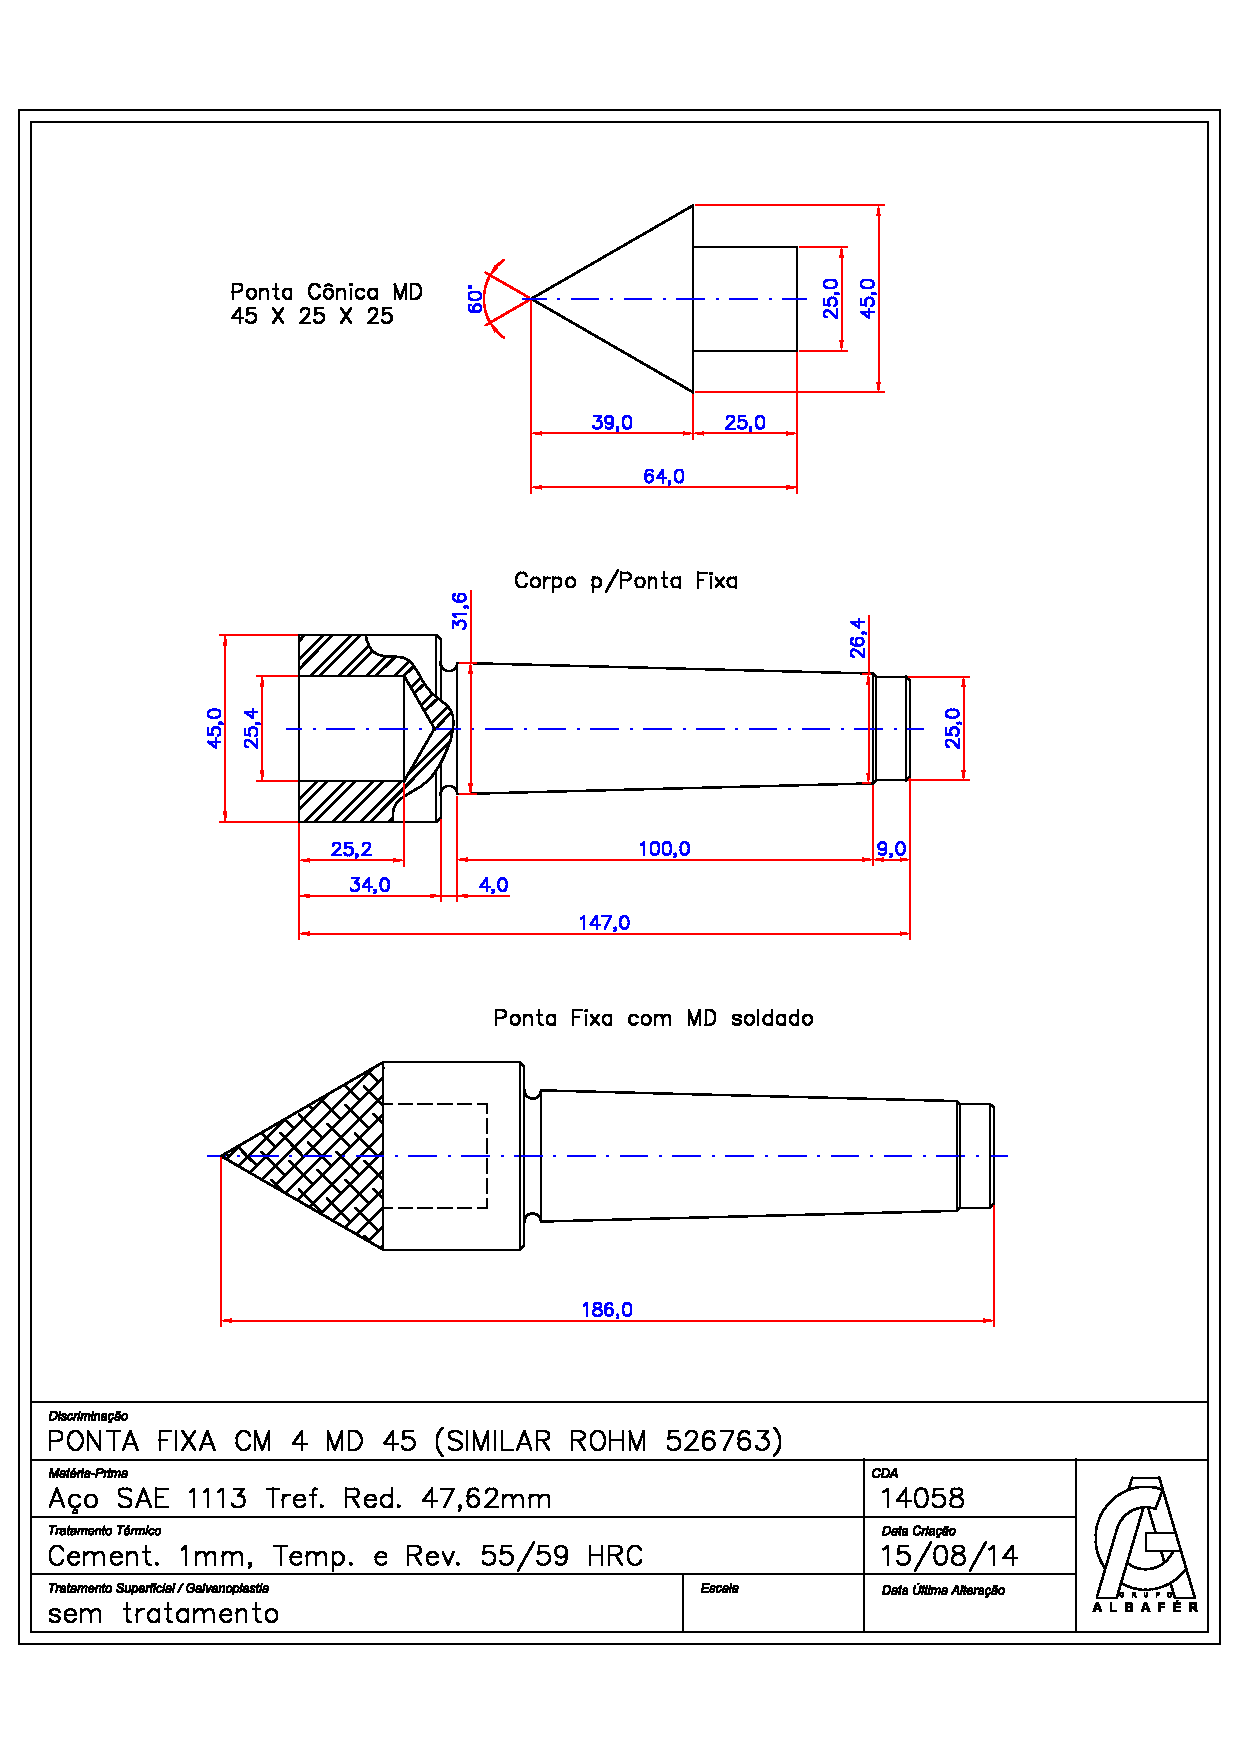 Ponta Cônica MD
45 X 25 X 25
60°
25,0
45,0
39,0
25,0
64,0
Corpo p/Ponta Fixa
31,6
26,4
45,0
25,4
25,0
25,2
100,0
9,0
34,0
4,0
147,0
Ponta Fixa com MD soldado
186,0
Discriminação
PONTA FIXA CM 4 MD 45 (SIMILAR ROHM 526763)
Matéria-Prima
Aço SAE 1113 Tref. Red. 47,62mm
CDA
14058
Tratamento Térmico
Cement. 1mm, Temp. e Rev. 55/59 HRC
Data Criação
15/08/14
Tratamento Superficial / Galvanoplastia
sem tratamento
Escala
Data Última Alteração
GRUPO
ALBAFÉR